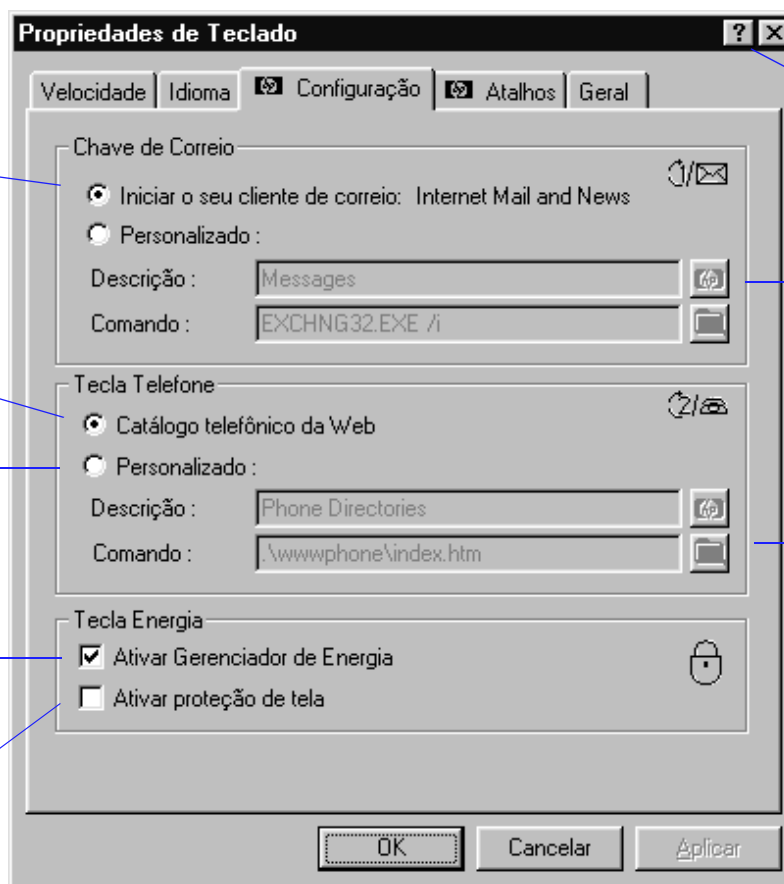 Propriedades de Teclado
Velocidade Idioma Configuração Atalhos Geral
Chave de Correio
1/
Iniciar o seu cliente de correio: Internet Mail and News
Personalizado :
Descrição : Messages
Comando : EXCHNG32.EXE /i
Tecla Telefone
2/
Catálogo telefônico da Web
Personalizado :
Descrição : Phone Directories
Comando : .\wwwphone\index.htm
Tecla Energia
Ativar Gerenciador de Energia
Ativar proteção de tela
OK Cancelar Aplicar